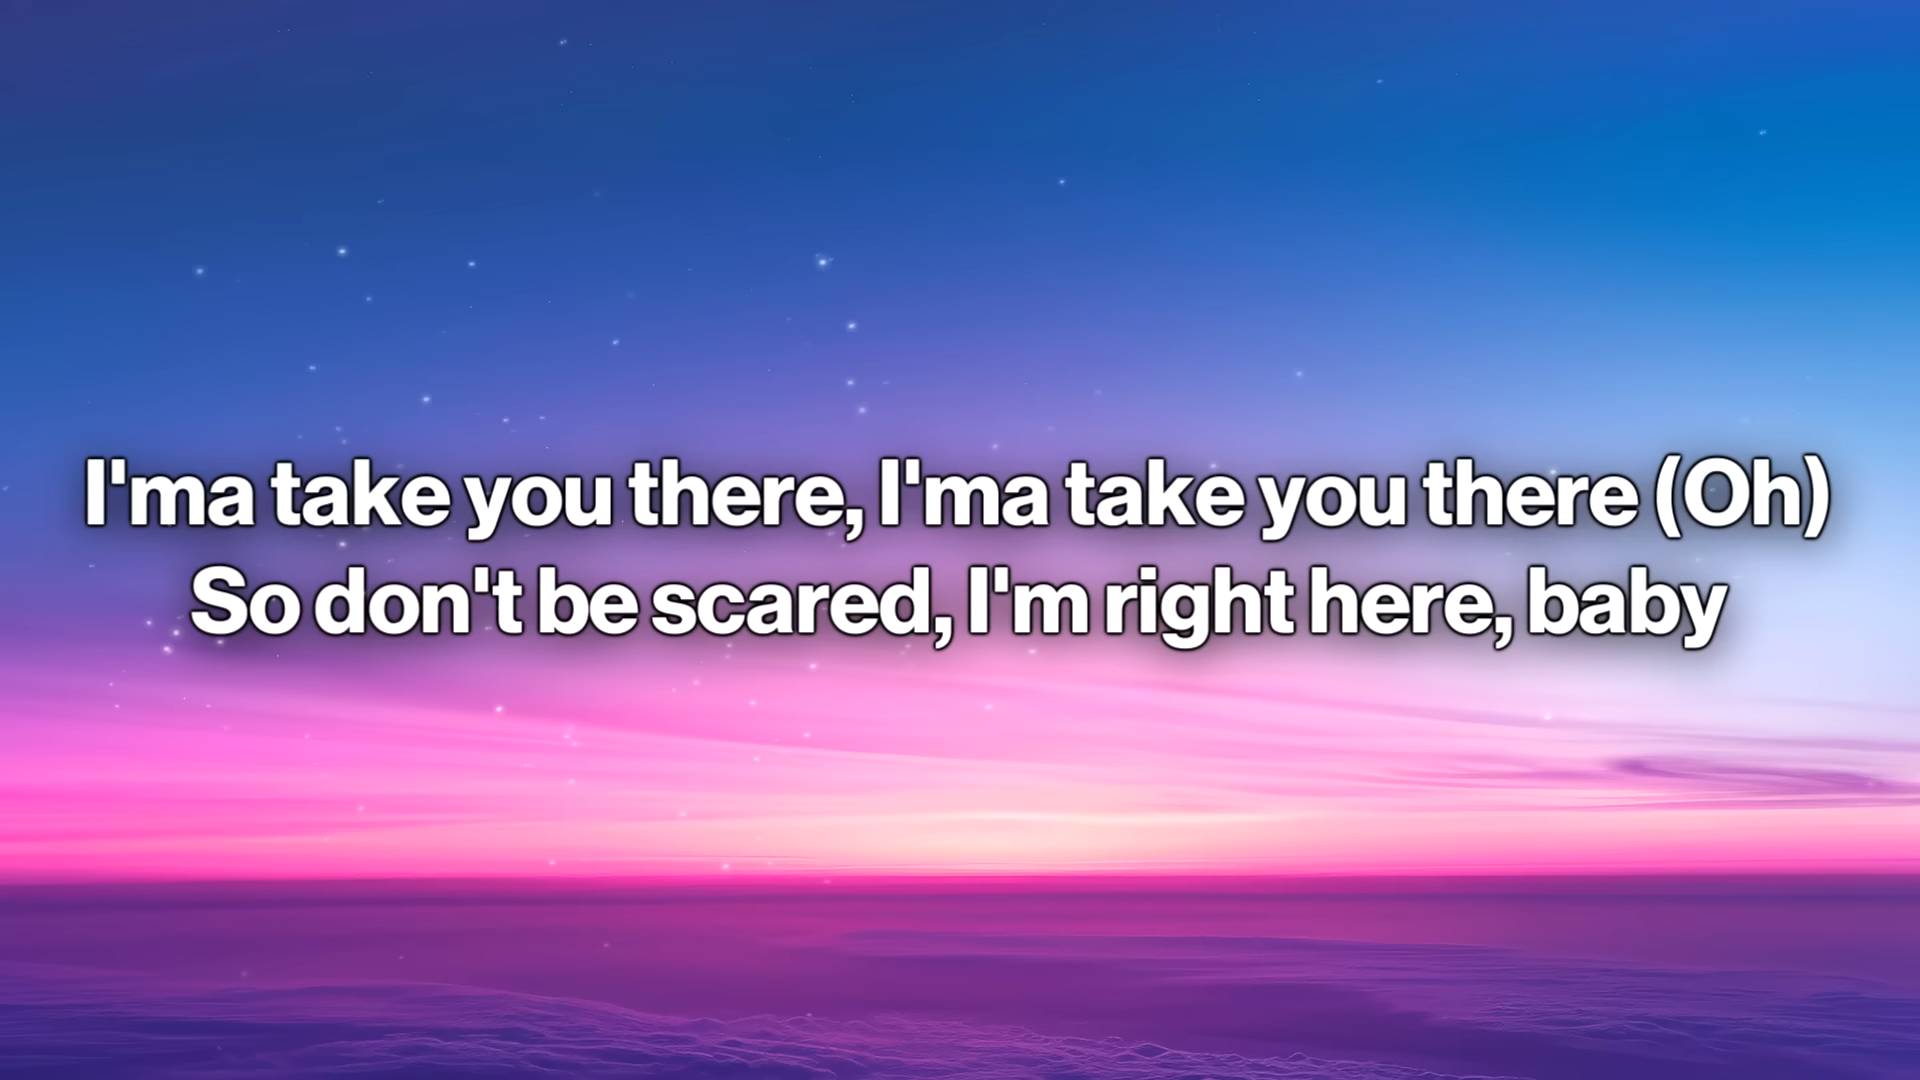 I'ma take you there, I'ma take you there (Oh)
So don't be scared, I'm right here, baby